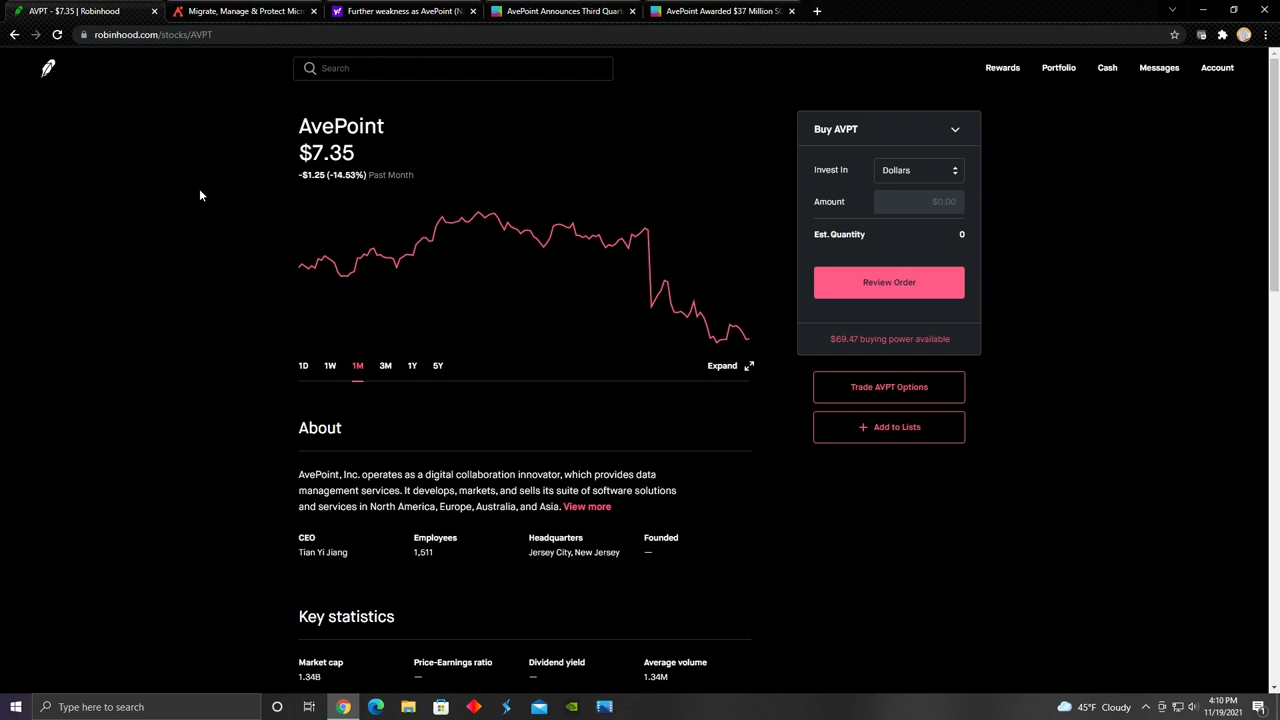 AVPT - $7.35 | Robinhood
Migrate, Manage & Protect Micr
Further weakness as AvePoint (N
AvePoint Announces Third Quart
AvePoint Awarded $37 Million SG
robinhood.com/stocks/AVPT
Search
Rewards
Portfolio
Cash
Messages
Account
AvePoint
$7.35
-$1.25 (-14.53%) Past Month
1D 1W 1M 3M 1Y 5Y
Expand
Buy AVPT
Invest In Dollars
Amount $0.00
Est. Quantity 0
Review Order
$69.47 buying power available
Trade AVPT Options
+ Add to Lists
About
AvePoint, Inc. operates as a digital collaboration innovator, which provides data
management services. It develops, markets, and sells its suite of software solutions
and services in North America, Europe, Australia, and Asia. View more
CEO Employees Headquarters Founded
Tian Yi Jiang 1,511 Jersey City, New Jersey —
Key statistics
Market cap Price-Earnings ratio Dividend yield Average volume
1.34B — — 1.34M
Type here to search
45°F Cloudy
4:10 PM
11/19/2021